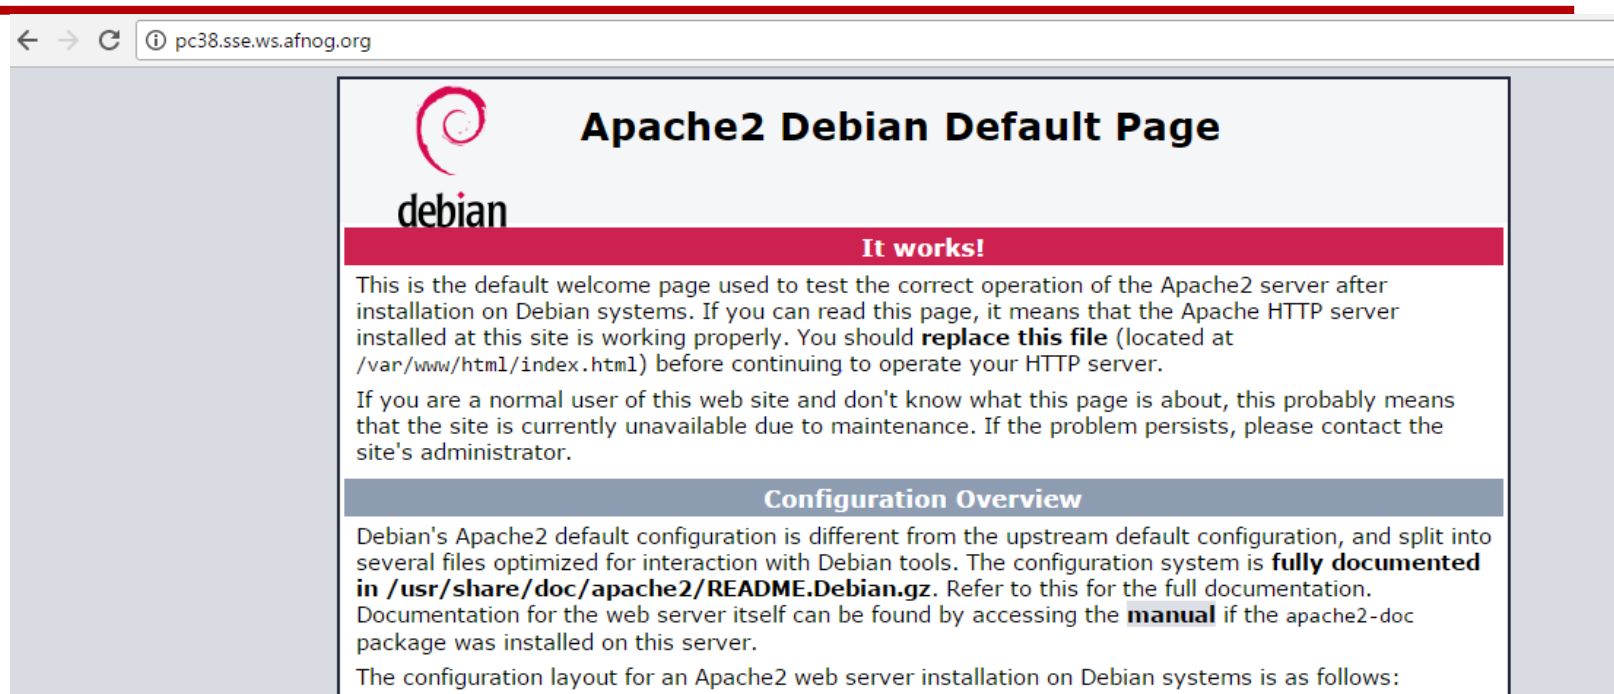 pc38.sse.ws.afnog.org
Apache2 Debian Default Page
debian
It works!
This is the default welcome page used to test the correct operation of the Apache2 server after
installation on Debian systems. If you can read this page, it means that the Apache HTTP server
installed at this site is working properly. You should replace this file (located at
/var/www/html/index.html) before continuing to operate your HTTP server.
If you are a normal user of this web site and don't know what this page is about, this probably means
that the site is currently unavailable due to maintenance. If the problem persists, please contact the
site's administrator.
Configuration Overview
Debian's Apache2 default configuration is different from the upstream default configuration, and split into
several files optimized for interaction with Debian tools. The configuration system is fully documented
in /usr/share/doc/apache2/README.Debian.gz. Refer to this for the full documentation.
Documentation for the web server itself can be found by accessing the manual if the apache2-doc
package was installed on this server.
The configuration layout for an Apache2 web server installation on Debian systems is as follows: